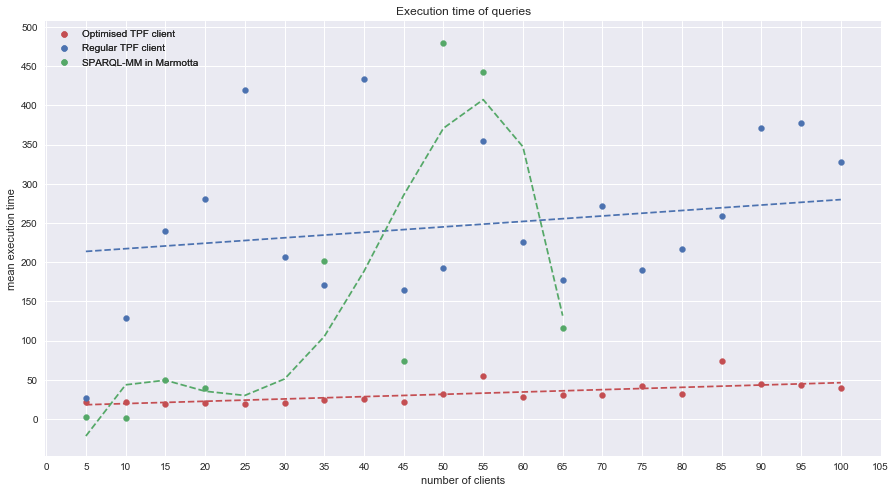 Execution time of queries
Optimised TPF client
Regular TPF client
SPARQL-MM in Marmotta
mean execution time
500
450
400
350
300
250
200
150
100
50
0
0 5 10 15 20 25 30 35 40 45 50 55 60 65 70 75 80 85 90 95 100 105
number of clients